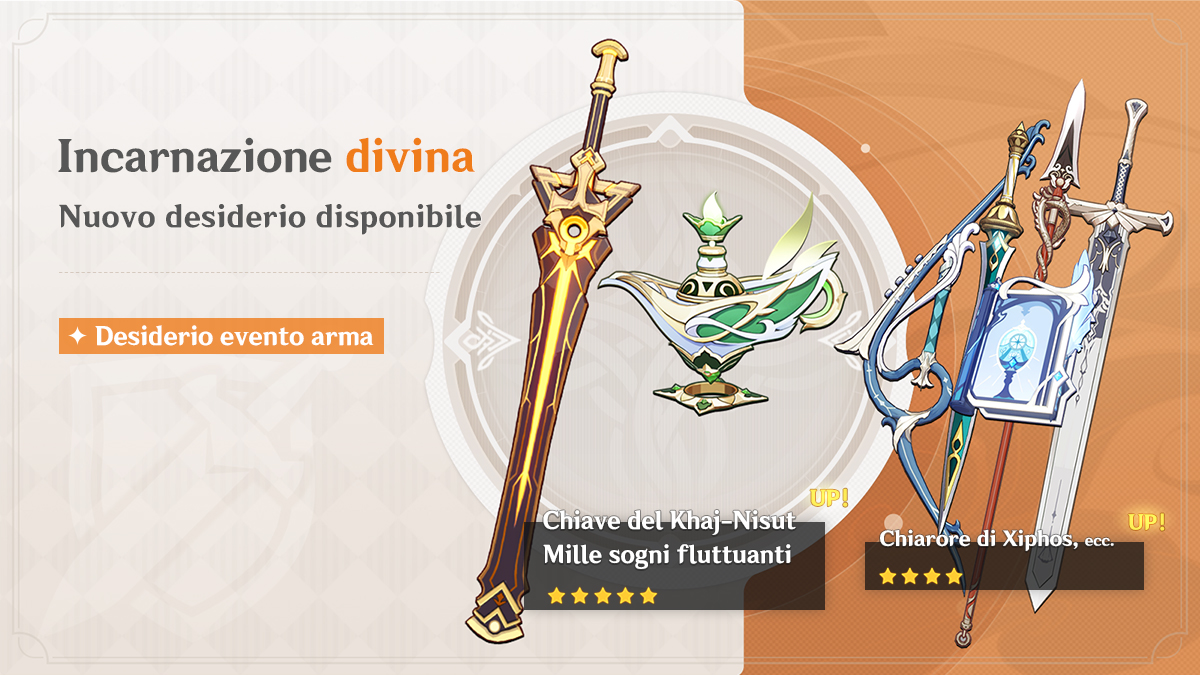 Incarnazione divina
Nuovo desiderio disponibile
✦ Desiderio evento arma
UP!
Chiave del Khaj-Nisut
Mille sogni fluttuanti
UP!
Chiarore di Xiphos, ecc.